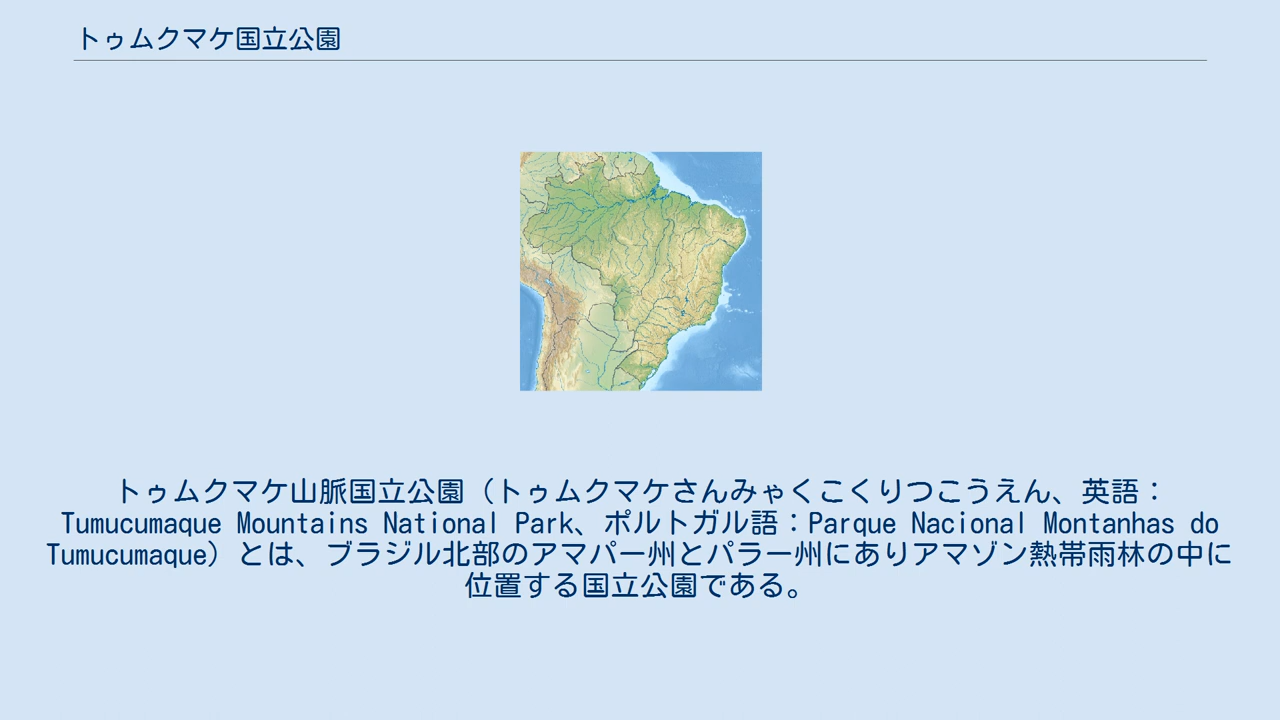 トゥムクマケ国立公園
トゥムクマケ山脈国立公園（トゥムクマケさんみゃくこくりつこうえん、英語：
Tumucumaque Mountains National Park、ポルトガル語：Parque Nacional Montanhas do
Tumucumaque）とは、ブラジル北部のアマパー州とパラー州にありアマゾン熱帯雨林の中に
位置する国立公園である。